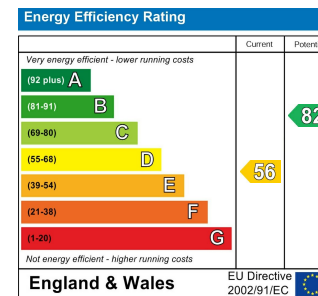 Energy Efficiency Rating
Current
Potent
Very energy efficient - lower running costs
(92 plus) A
(81-91) B
82
(69-80) C
(55-68) D
56
(39-54) E
(21-38) F
(1-20) G
Not energy efficient - higher running costs
England & Wales
EU Directive
2002/91/EC